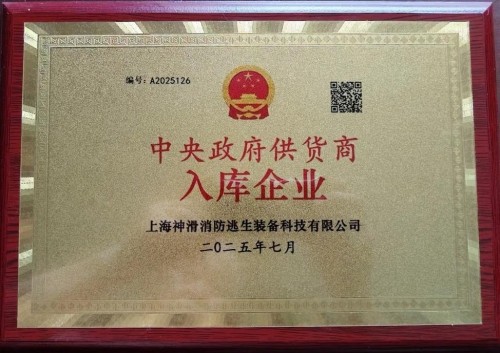 编号: A2025126
中央政府供货商
入库企业
上海神滑消防逃生装备科技有限公司
二〇二五年七月